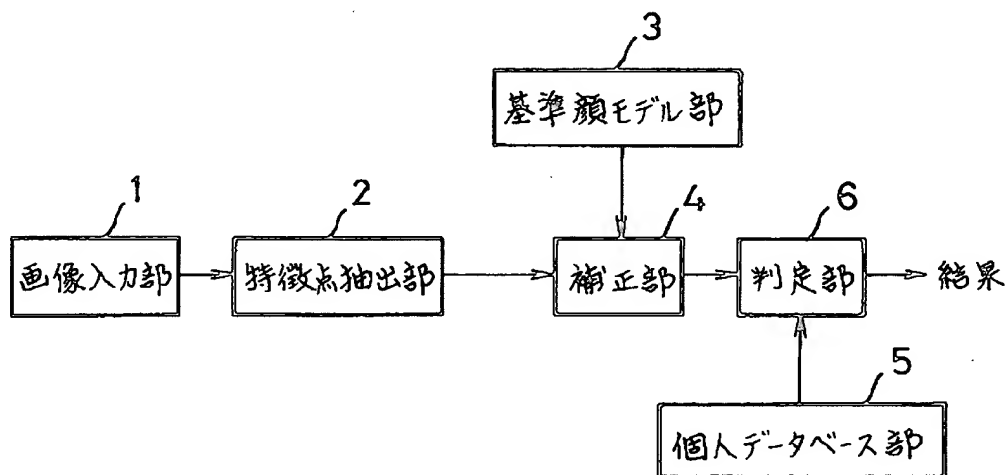 3
基準顔モデル部
1
2
4
6
画像入力部
特徴点抽出部
補正部
判定部
結果
5
個人データベース部